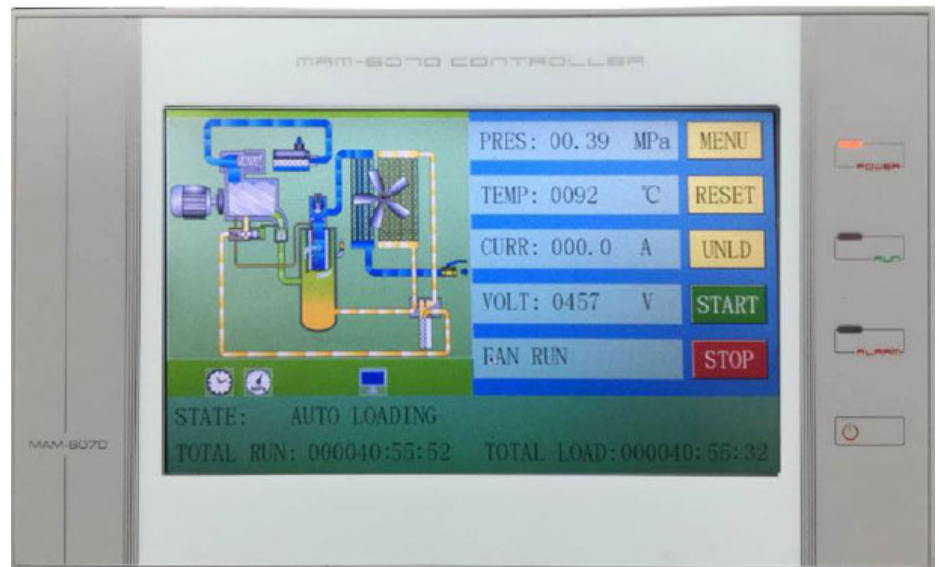 MAM-6070 CONTROLLER
PRES: 00.39 MPa MENU
TEMP: 0092 ℃ RESET
CURR: 000.0 A UNLD
VOLT: 0457 V START
FAN RUN STOP
STATE: AUTO LOADING
TOTAL RUN: 000040:55:52 TOTAL LOAD:000040:55:32
POWER
RUN
ALARM
MAM-6070